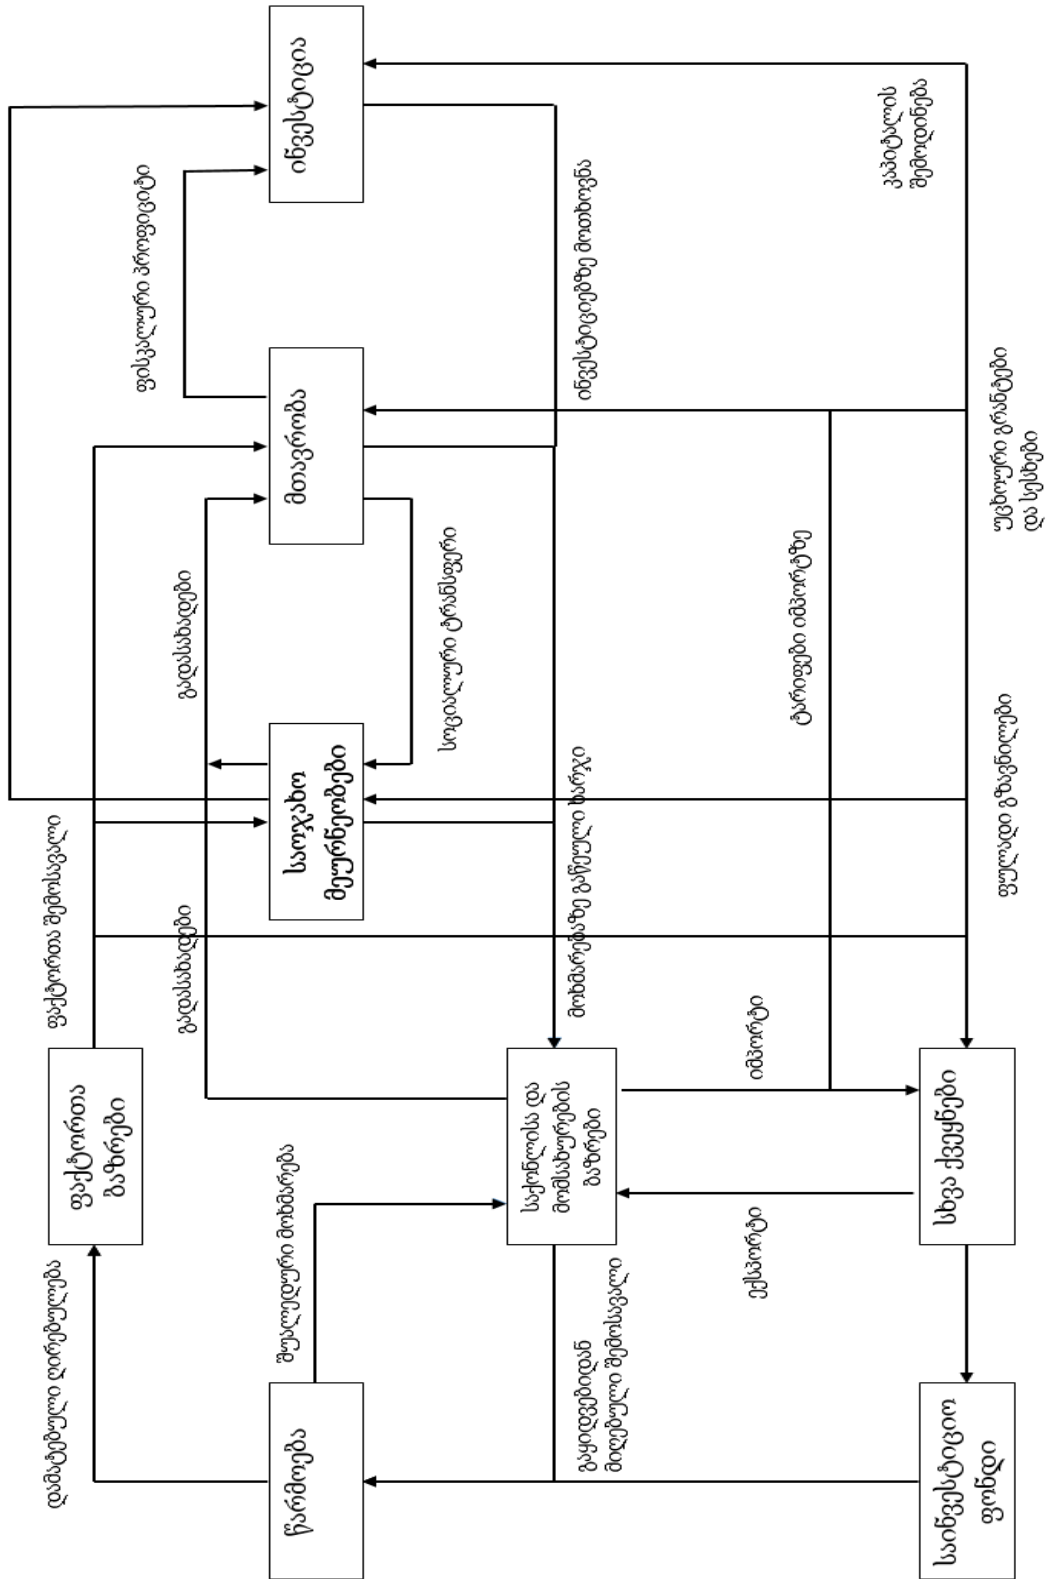 დამატებული ღირებულება
ფაქტორთა
ბაზრები
ფაქტორთა შემოსავალი
ფისკალური პროფიციტი
გადასახადები
გადასახადები
წარმოება
შუალედური მოხმარება
საოჯახო
მეურნეობები
მთავრობა
ინვესტიცია
სოციალური ტრანსფერი
გაყიდვებიდან
მიღებული შემოსავალი
საქონლისა და
მომსახურების
ბაზრები
მოხმარებაზე გაწეული ხარჯი
ინვესტიციებზე მოთხოვნა
ექსპორტი
იმპორტი
ტარიფები იმპორტზე
კაპიტალის
შემოდინება
საინვესტიციო
ფონდი
სხვა ქვეყნები
ფულადი გზავნილები
უცხოური გრანტები
და სესხები